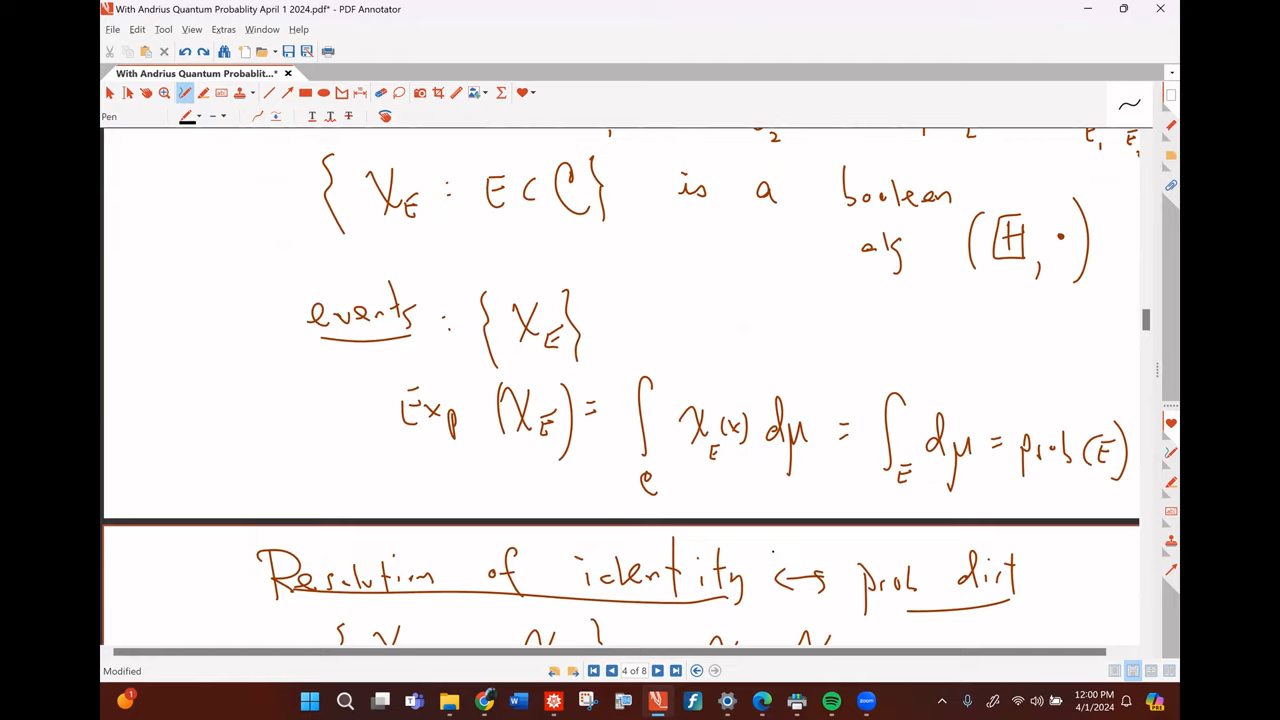 With Andrius Quantum Probablity April 1 2024.pdf* - PDF Annotator
File Edit Tool View Extras Window Help
With Andrius Quantum Probablit...*
Pen
{ χ_E : E ⊂ C } is a boolean
alg ( ⊞ , • )
events : { χ_E }
Exp (χ_E) = ∫_C χ_E(x) dμ = ∫_E dμ = prob(E)
Resolution of identity ↔ prob dist
Modified
4 of 8
12:00 PM
4/1/2024